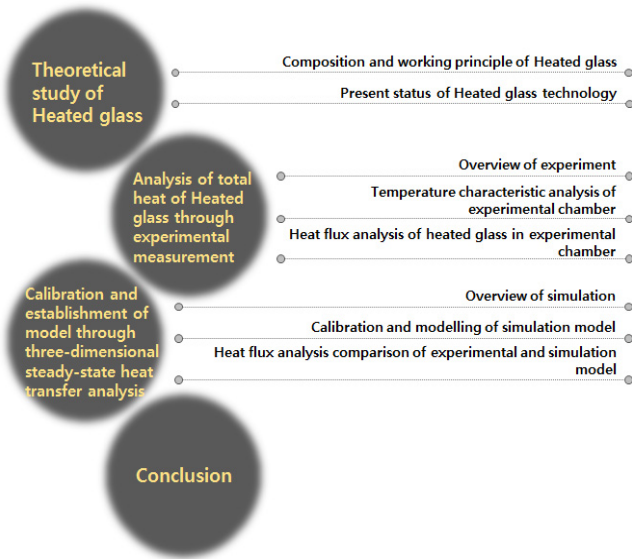 Theoretical
study of
Heated glass
Composition and working principle of Heated glass
Present status of Heated glass technology
Analysis of total
heat of Heated
glass through
experimental
measurement
Overview of experiment
Temperature characteristic analysis of
experimental chamber
Heat flux analysis of heated glass in experimental
chamber
Calibration and
establishment of
model through
three-dimensional
steady-state heat
transfer analysis
Overview of simulation
Calibration and modelling of simulation model
Heat flux analysis comparison of experimental and simulation
model
Conclusion